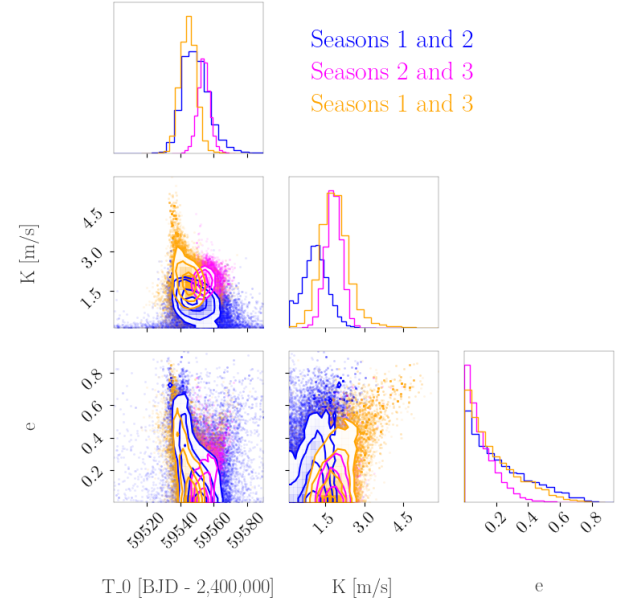 Seasons 1 and 2
Seasons 2 and 3
Seasons 1 and 3
K [m/s]
4.5
3.0
1.5
e
0.8
0.6
0.4
0.2
59520
59540
59560
59580
1.5
3.0
4.5
0.2
0.4
0.6
0.8
T_0 [BJD - 2,400,000]
K [m/s]
e